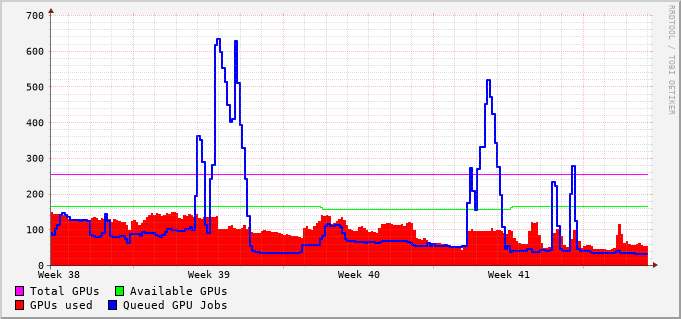 700
600
500
400
300
200
100
0
Week 38 Week 39 Week 40 Week 41
Total GPUs Available GPUs
GPUs used Queued GPU Jobs
RRDTOOL / TOBI OETIKER